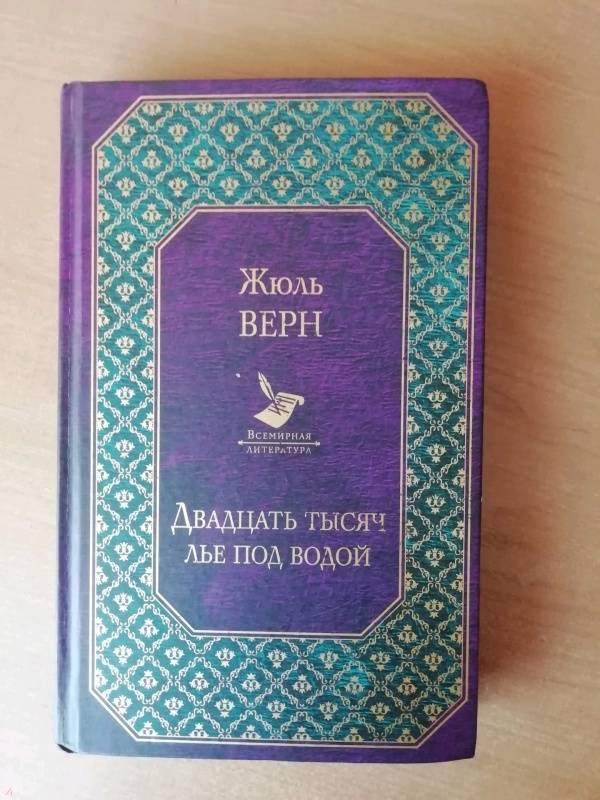 Жюль
ВЕРН
Всемирная
литература
Двадцать тысяч
лье под водой